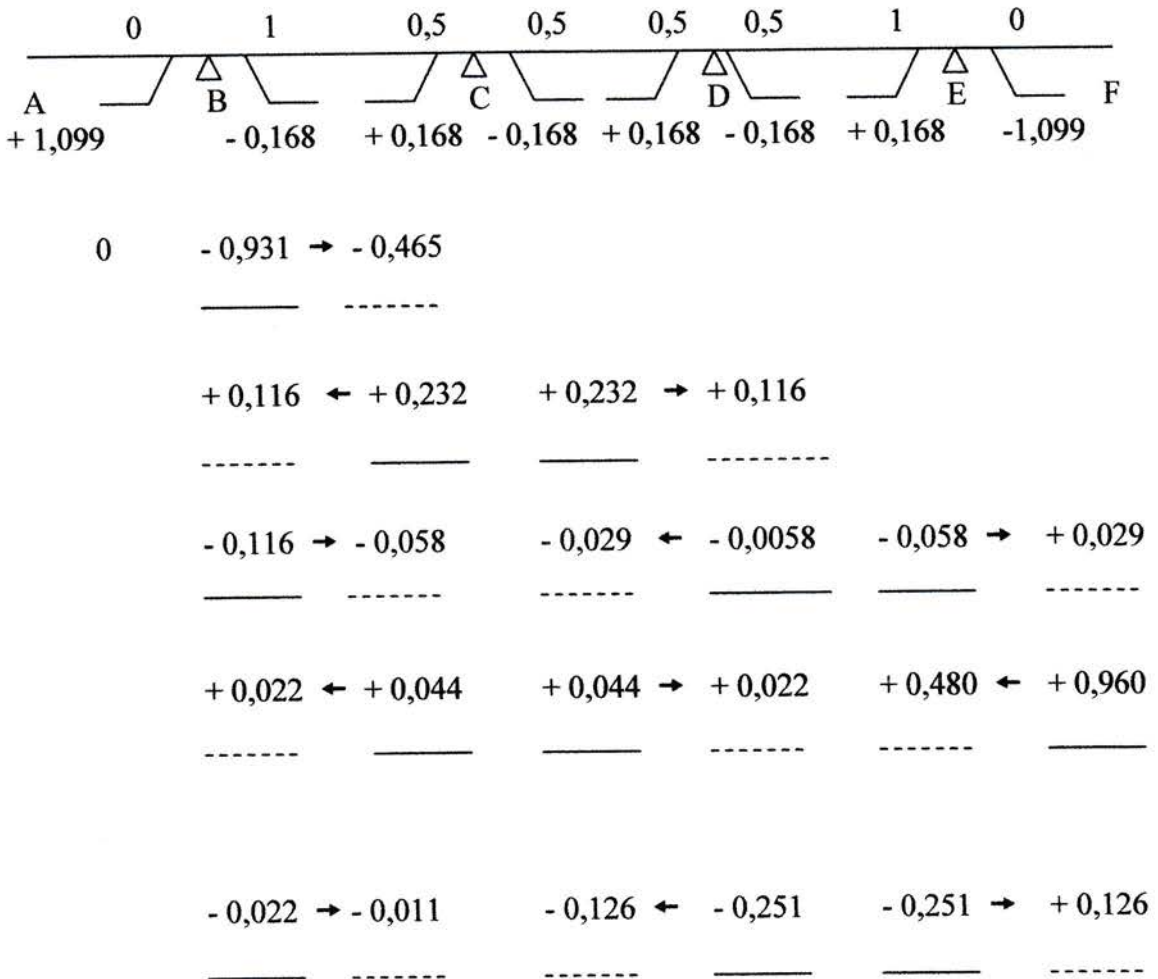 0 1 0,5 0,5 0,5 0,5 1 0
A B C D E F
+ 1,099 - 0,168 + 0,168 - 0,168 + 0,168 - 0,168 + 0,168 -1,099
0 - 0,931 → - 0,465
+ 0,116 ← + 0,232 + 0,232 → + 0,116
- 0,116 → - 0,058 - 0,029 ← - 0,0058 - 0,058 → + 0,029
+ 0,022 ← + 0,044 + 0,044 → + 0,022 + 0,480 ← + 0,960
- 0,022 → - 0,011 - 0,126 ← - 0,251 - 0,251 → + 0,126